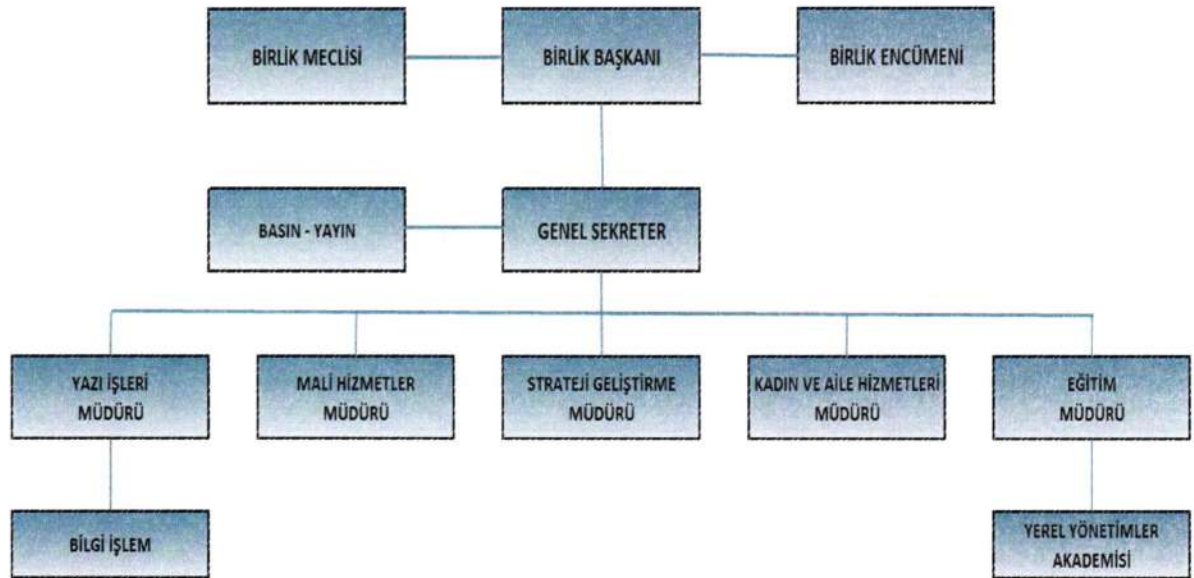 BİRLİK MECLİSİ
BİRLİK BAŞKANI
BİRLİK ENCÜMENİ
BASIN - YAYIN
GENEL SEKRETER
YAZI İŞLERİ
MÜDÜRÜ
MALİ HİZMETLER
MÜDÜRÜ
STRATEJİ GELİŞTİRME
MÜDÜRÜ
KADIN VE AİLE HİZMETLERİ
MÜDÜRÜ
EĞİTİM
MÜDÜRÜ
BİLGİ İŞLEM
YEREL YÖNETİMLER
AKADEMİSİ